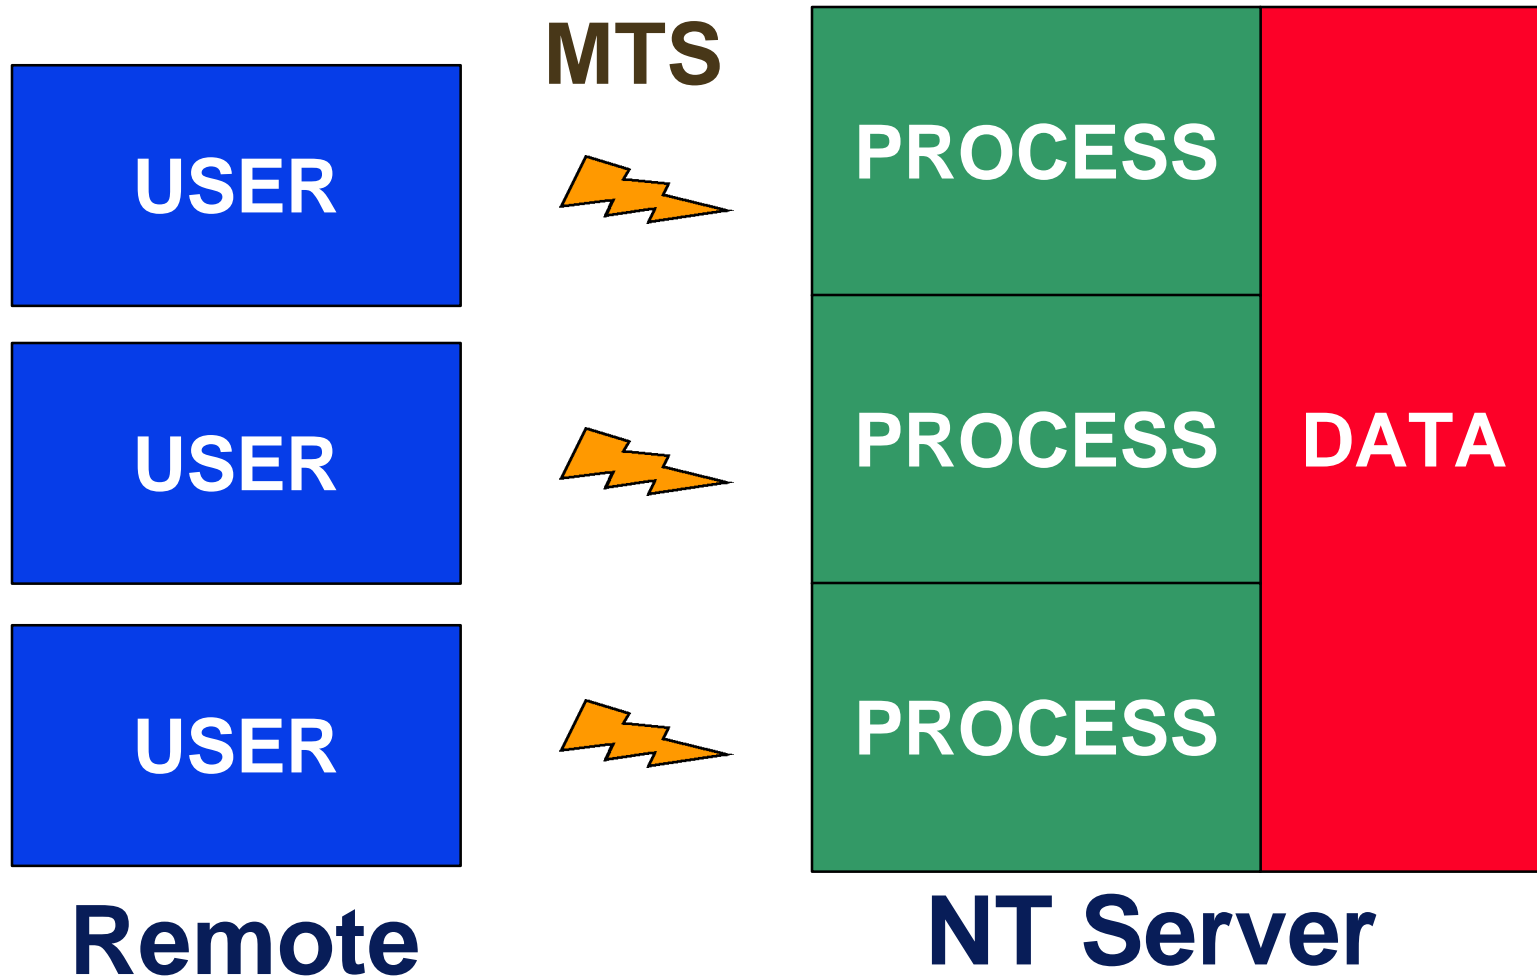 MTS
USER
PROCESS
USER
PROCESS
DATA
USER
PROCESS
Remote
NT Server